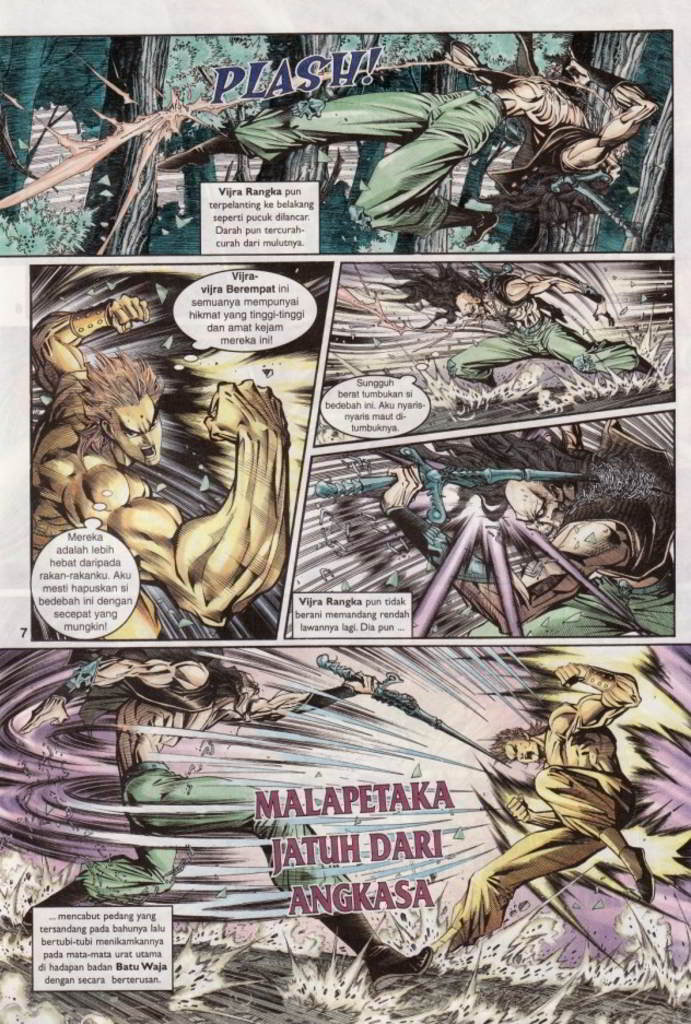 PLASH!
Vijra Rangka pun
terpelanting ke belakang
seperti pucuk dilancar.
Darah pun tercurah-
curah dari mulutnya.
Vijra-
vijra Berempat ini
semuanya mempunyai
hikmat yang tinggi-tinggi
dan amat kejam
mereka ini!
Mereka
adalah lebih
hebat daripada
rakan-rakanku. Aku
mesti hapuskan si
bedebah ini dengan
secepat yang
mungkin!
Sungguh
berat tumbukan si
bedebah ini. Aku nyaris-
nyaris maut di-
tumbuknya.
Vijra Rangka pun tidak
berani memandang rendah
lawannya lagi. Dia pun ...
7
MALAPETAKA
JATUH DARI
ANGKASA
... mencabut pedang yang
tersandang pada bahunya lalu
bertubi-tubi menikamkannya
pada mata-mata urat utama
di hadapan badan Batu Waja
dengan secara berterusan.